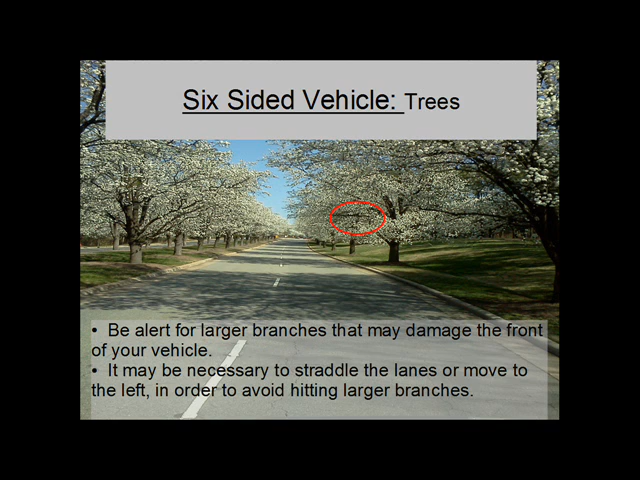 Six Sided Vehicle: Trees
• Be alert for larger branches that may damage the front
of your vehicle.
• It may be necessary to straddle the lanes or move to
the left, in order to avoid hitting larger branches.